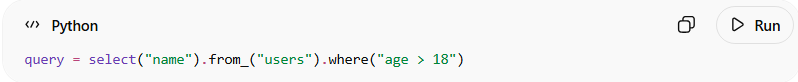 </> Python Run
query = select("name").from_("users").where("age > 18")